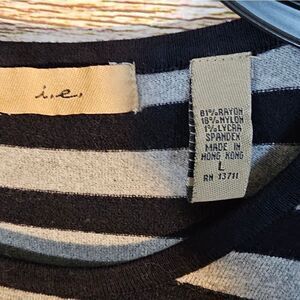 i.e.
81% RAYON
18% NYLON
1% LYCRA
SPANDEX
MADE IN
HONG KONG
L
RN 13711